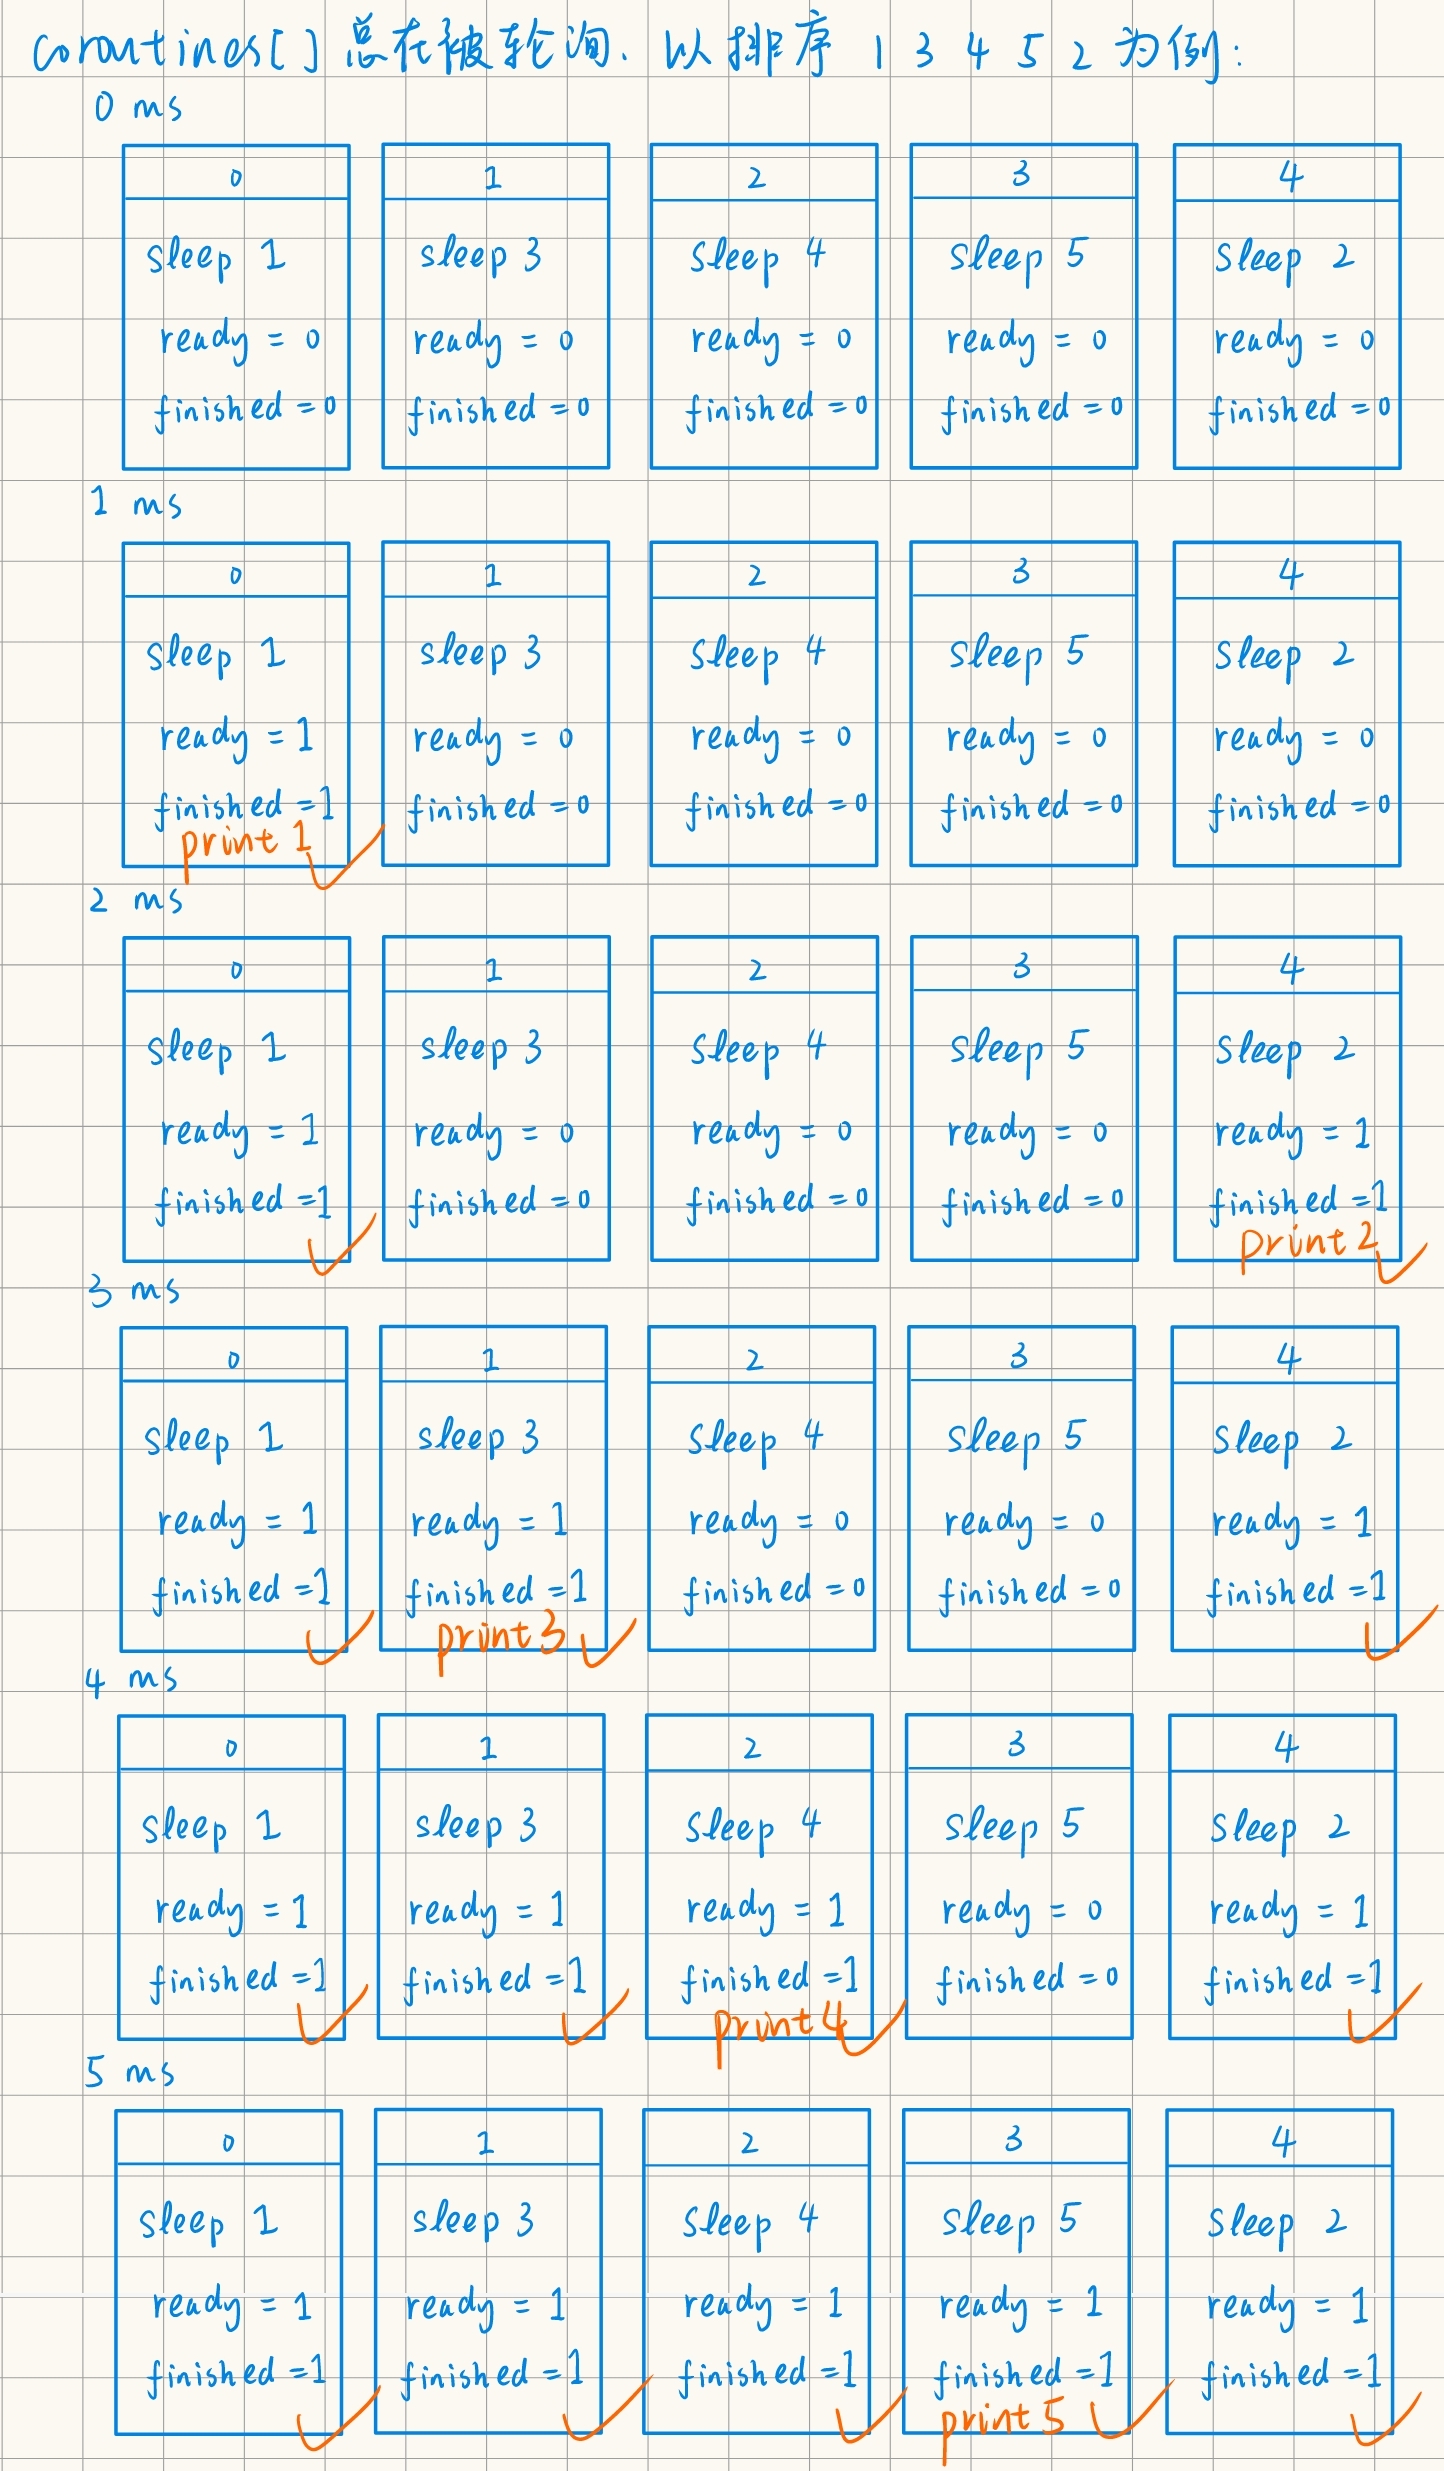 coroutines[] 总在被轮询. 以排序 1 3 4 5 2 为例:
0 ms
0 1 2 3 4
sleep 1 sleep 3 sleep 4 sleep 5 sleep 2
ready = 0 ready = 0 ready = 0 ready = 0 ready = 0
finished =0 finished =0 finished =0 finished =0 finished =0
1 ms
0 1 2 3 4
sleep 1 sleep 3 sleep 4 sleep 5 sleep 2
ready = 1 ready = 0 ready = 0 ready = 0 ready = 0
finished =1 finished =0 finished =0 finished =0 finished =0
print 1
2 ms
0 1 2 3 4
sleep 1 sleep 3 sleep 4 sleep 5 sleep 2
ready = 1 ready = 0 ready = 0 ready = 0 ready = 1
finished =1 finished =0 finished =0 finished =0 finished =1
print 2
3 ms
0 1 2 3 4
sleep 1 sleep 3 sleep 4 sleep 5 sleep 2
ready = 1 ready = 1 ready = 0 ready = 0 ready = 1
finished =1 finished =1 finished =0 finished =0 finished =1
print 3
4 ms
0 1 2 3 4
sleep 1 sleep 3 sleep 4 sleep 5 sleep 2
ready = 1 ready = 1 ready = 1 ready = 0 ready = 1
finished =1 finished =1 finished =1 finished =0 finished =1
print 4
5 ms
0 1 2 3 4
sleep 1 sleep 3 sleep 4 sleep 5 sleep 2
ready = 1 ready = 1 ready = 1 ready = 1 ready = 1
finished =1 finished =1 finished =1 finished =1 finished =1
print 5